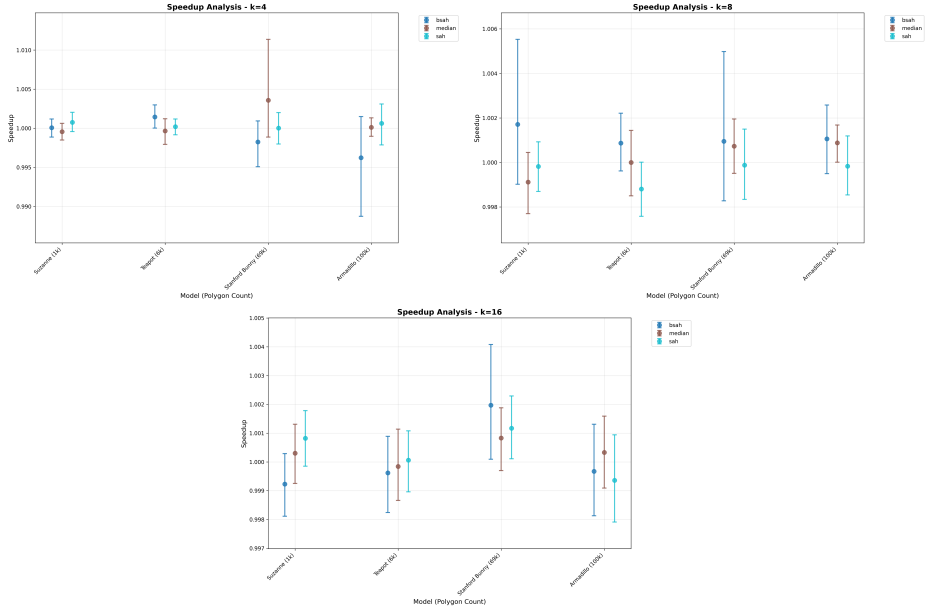 Speedup Analysis - k=4
bsah
median
sah
1.010
1.005
1.000
0.995
0.990
Speedup
Suzanne (1k)
Teapot (6k)
Stanford Bunny (69k)
Armadillo (100k)
Model (Polygon Count)
Speedup Analysis - k=8
bsah
median
sah
1.006
1.004
1.002
1.000
0.998
Speedup
Suzanne (1k)
Teapot (6k)
Stanford Bunny (69k)
Armadillo (100k)
Model (Polygon Count)
Speedup Analysis - k=16
bsah
median
sah
1.005
1.004
1.003
1.002
1.001
1.000
0.999
0.998
0.997
Speedup
Suzanne (1k)
Teapot (6k)
Stanford Bunny (69k)
Armadillo (100k)
Model (Polygon Count)